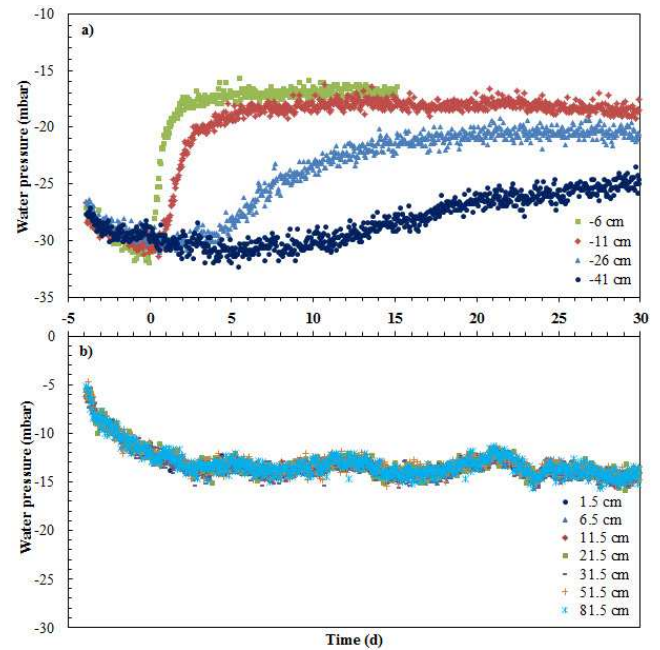 -10
a)
-15
-20
-25
-30
-35
Water pressure (mbar)
-6 cm
-11 cm
-26 cm
-41 cm
-5 0 5 10 15 20 25 30
0
b)
-5
-10
-15
-20
-25
-30
Water pressure (mbar)
1.5 cm
6.5 cm
11.5 cm
21.5 cm
31.5 cm
51.5 cm
81.5 cm
Time (d)